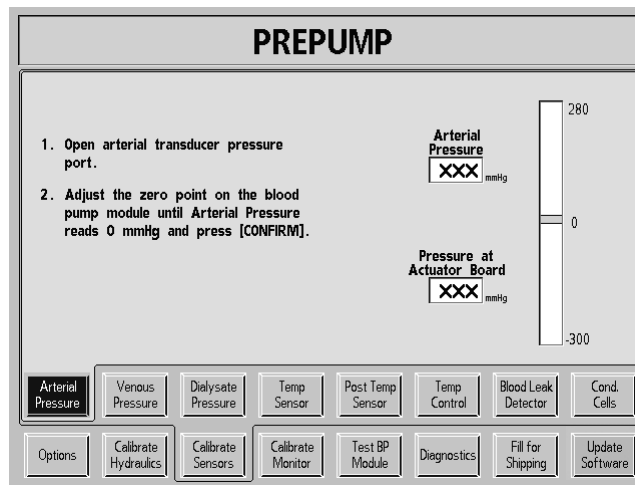 PREPUMP
1. Open arterial transducer pressure
port.
2. Adjust the zero point on the blood
pump module until Arterial Pressure
reads 0 mmHg and press [CONFIRM].
Arterial
Pressure
XXX mmHg
Pressure at
Actuator Board
XXX mmHg
280
0
-300
Arterial
Pressure
Venous
Pressure
Dialysate
Pressure
Temp
Sensor
Post Temp
Sensor
Temp
Control
Blood Leak
Detector
Cond.
Cells
Options
Calibrate
Hydraulics
Calibrate
Sensors
Calibrate
Monitor
Test BP
Module
Diagnostics
Fill for
Shipping
Update
Software